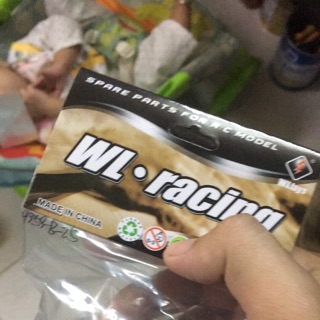 SPARE PARTS FOR R/C MODEL
WL•racing
WLtoys
MADE IN CHINA